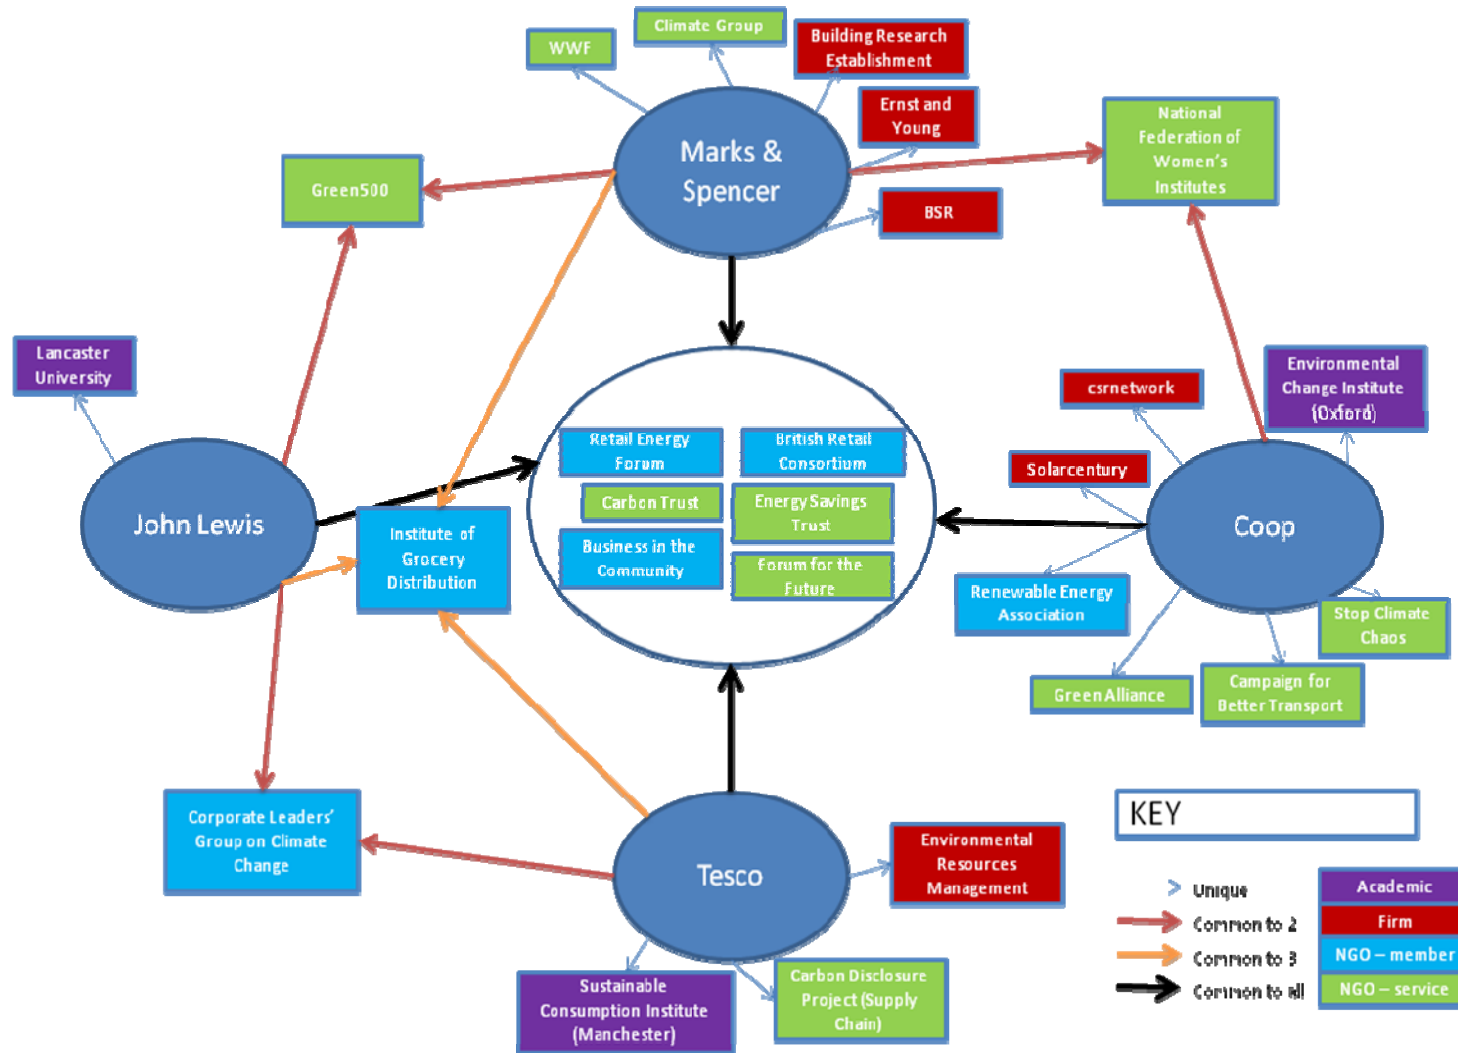 Climate Group
WWF
Building Research
Establishment
Ernst and
Young
National
Federation of
Women's
Institutes
Marks &
Spencer
Green500
BSR
Lancaster
University
Environmental
Change Institute
(Oxford)
csrnetwork
Retail Energy
Forum
British Retail
Consortium
Solarcentury
Carbon Trust
Energy Savings
Trust
John Lewis
Coop
Institute of
Grocery
Distribution
Business in the
Community
Forum for the
Future
Renewable Energy
Association
Stop Climate
Chaos
Green Alliance
Campaign for
Better Transport
Corporate Leaders'
Group on Climate
Change
KEY
Tesco
Environmental
Resources
Management
Unique
Academic
Common to 2
Firm
Common to 3
NGO – member
Common to all
NGO – service
Sustainable
Consumption Institute
(Manchester)
Carbon Disclosure
Project (Supply
Chain)